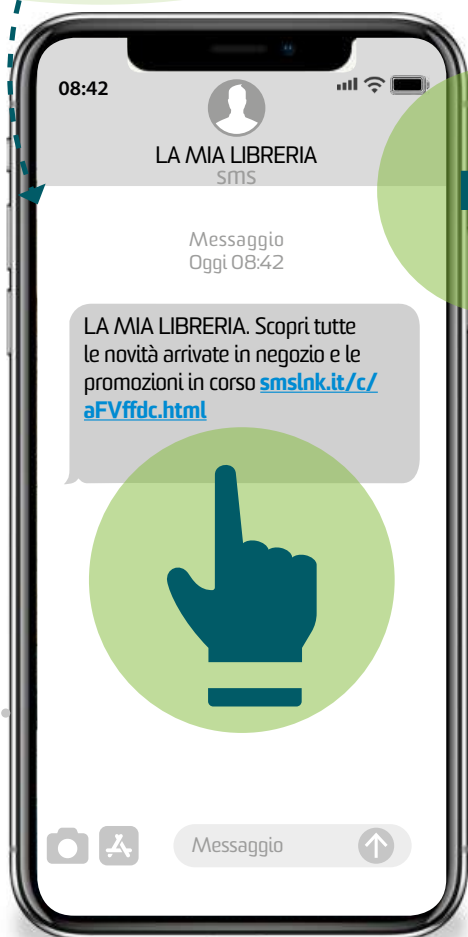 08:42
LA MIA LIBRERIA
sms
Messaggio
Oggi 08:42
LA MIA LIBRERIA. Scopri tutte
le novità arrivate in negozio e le
promozioni in corso smslnk.it/c/
aFVffdc.html
Messaggio